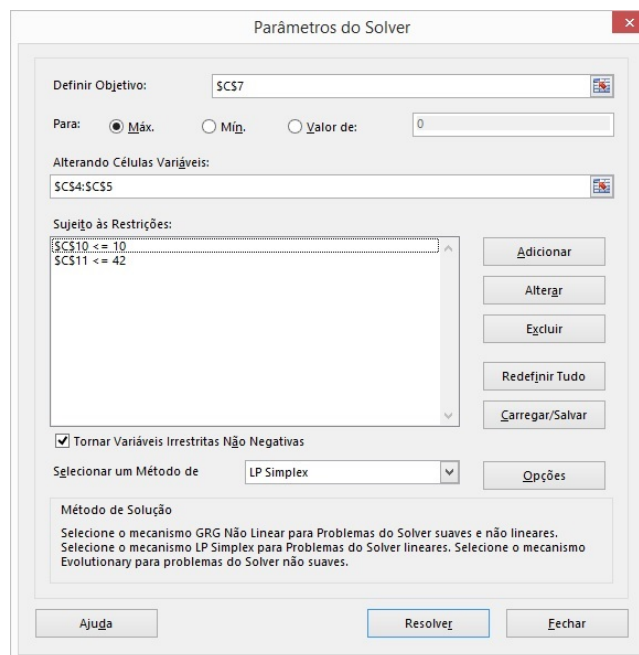 Parâmetros do Solver
Definir Objetivo: $C$7
Para: Máx. Mín. Valor de: 0
Alterando Células Variáveis:
$C$4:$C$5
Sujeito às Restrições:
$C$10 <= 10
$C$11 <= 42
Adicionar
Alterar
Excluir
Redefinir Tudo
Carregar/Salvar
Tornar Variáveis Irrestritas Não Negativas
Selecionar um Método de LP Simplex Opções
Método de Solução
Selecione o mecanismo GRG Não Linear para Problemas do Solver suaves e não lineares.
Selecione o mecanismo LP Simplex para Problemas do Solver lineares. Selecione o mecanismo
Evolutionary para problemas do Solver não suaves.
Ajuda Resolver Fechar